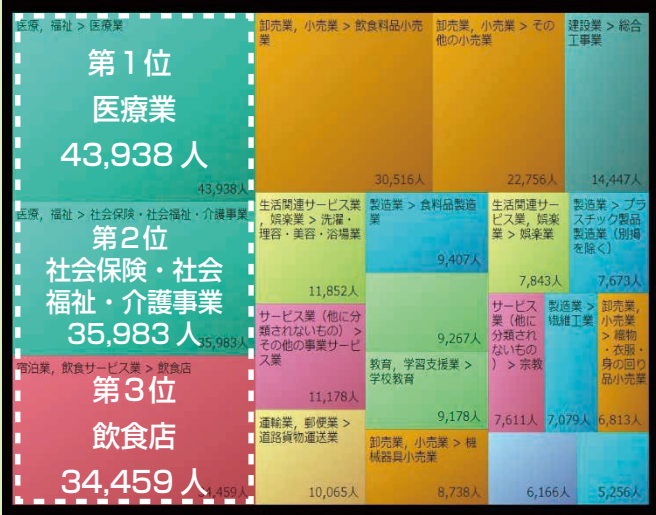 医療, 福祉 > 医療業
第1位
医療業
43,938 人
43,938人
医療, 福祉 > 社会保険・社会福祉・介護事業
第2位
社会保険・社会
福祉・介護事業
35,983 人
35,983人
宿泊業, 飲食サービス業 > 飲食店
第3位
飲食店
34,459 人
34,459人
卸売業, 小売業 > 飲食料品小売
業
30,516人
卸売業, 小売業 > その
他の小売業
22,756人
建設業 > 総合
工事業
14,447人
生活関連サービス業
, 娯楽業 > 洗濯・
理容・美容・浴場業
11,852人
製造業 > 食料品製造
業
9,407人
生活関連サー
ビス業, 娯楽
業 > 娯楽業
7,843人
製造業 > プラ
スチック製品
製造業（別掲
を除く）
7,673人
サービス業（他に分
類されないもの） >
その他の事業サービ
ス業
11,178人
9,267人
教育, 学習支援業 >
学校教育
9,178人
サービス
業（他に
分類され
ないもの
） > 宗教
7,611人
製造業 >
繊維工業
7,079人
卸売業,
小売業
> 織物
・衣服・
身の回り
品小売業
6,813人
運輸業, 郵便業 >
道路貨物運送業
10,065人
卸売業, 小売業 > 機
械器具小売業
8,738人
6,166人
5,256人